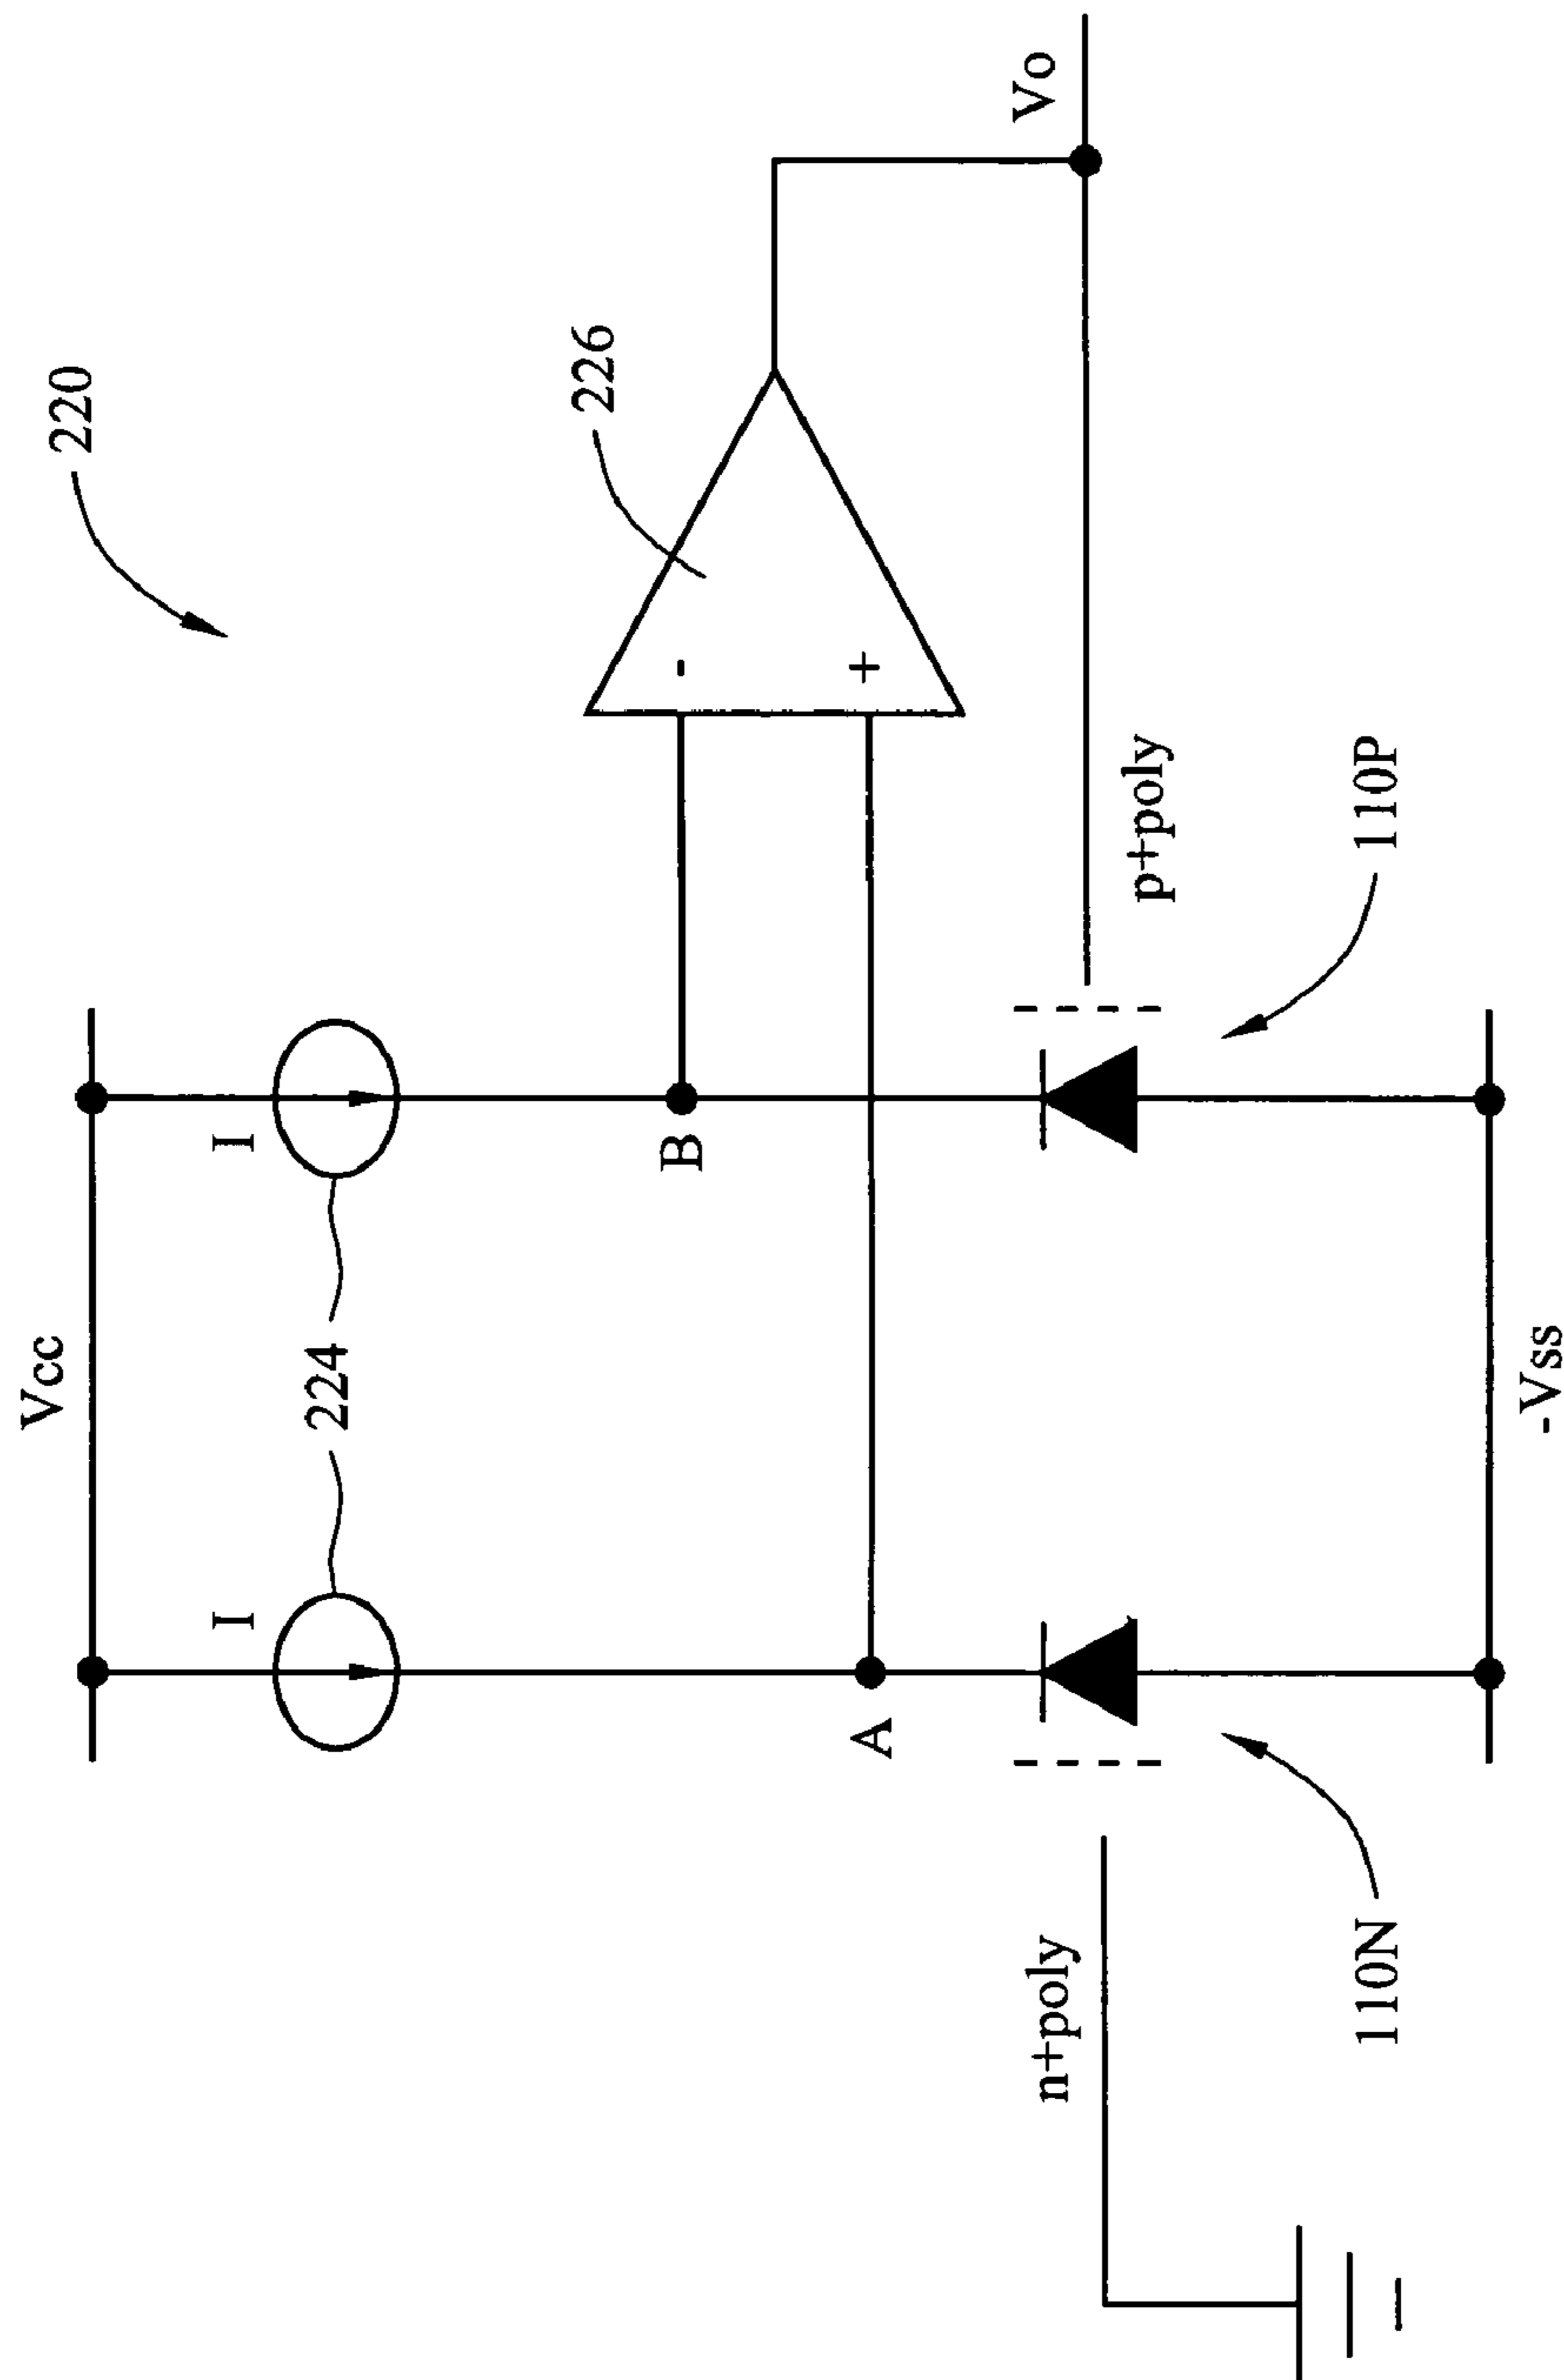 Vcc
220
I
I
224
226
B
-
A
+
Vo
n+poly
p+poly
110N
110P
-Vss